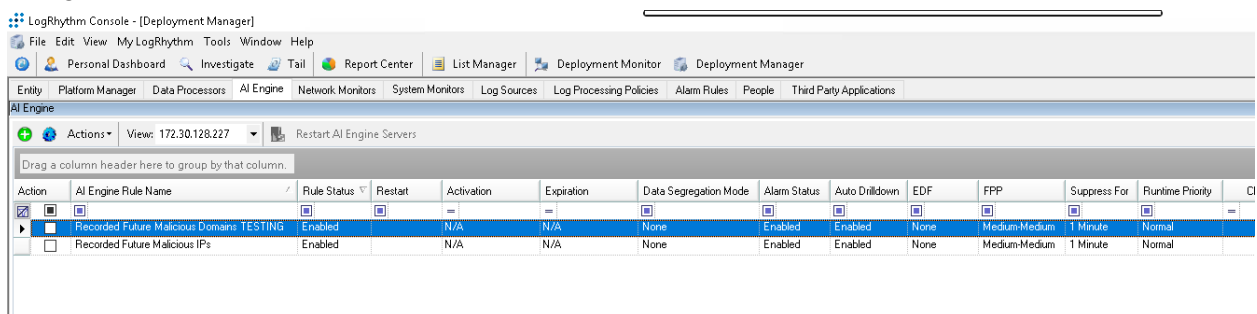 LogRhythm Console - [Deployment Manager]
File Edit View My LogRhythm Tools Window Help
Personal Dashboard Investigate Tail Report Center List Manager Deployment Monitor Deployment Manager
Entity Platform Manager Data Processors AI Engine Network Monitors System Monitors Log Sources Log Processing Policies Alarm Rules People Third Party Applications
AI Engine
Actions View: 172.30.128.227 Restart AI Engine Servers
Drag a column header here to group by that column.
Action AI Engine Rule Name Rule Status Restart Activation Expiration Data Segregation Mode Alarm Status Auto Drilldown EDF FPP Suppress For Runtime Priority
= = =
Recorded Future Malicious Domains TESTING Enabled N/A N/A None Enabled Enabled None Medium-Medium 1 Minute Normal
Recorded Future Malicious IPs Enabled N/A N/A None Enabled Enabled None Medium-Medium 1 Minute Normal